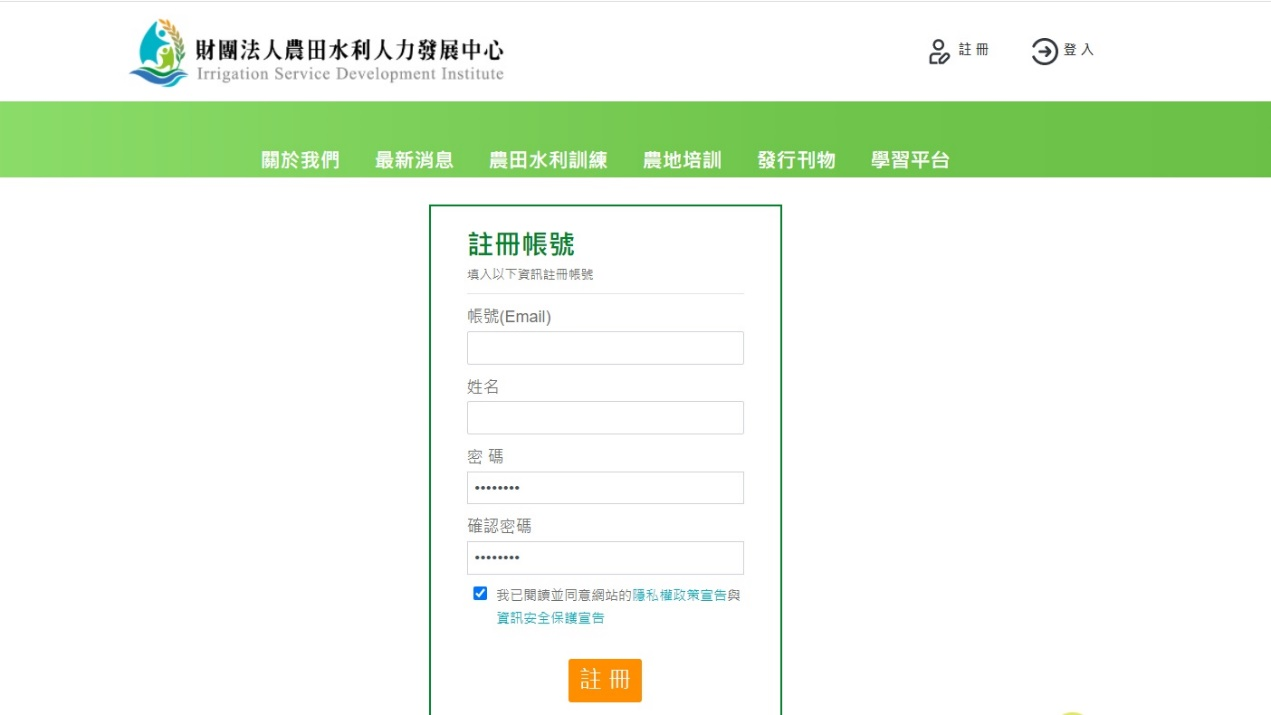 財團法人農田水利人力發展中心
Irrigation Service Development Institute
註冊
登入
關於我們 最新消息 農田水利訓練 農地培訓 發行刊物 學習平台
註冊帳號
填入以下資訊註冊帳號
帳號(Email)
姓名
密 碼
••••••••
確認密碼
••••••••
我已閱讀並同意網站的隱私權政策宣告與
資訊安全保護宣告
註 冊